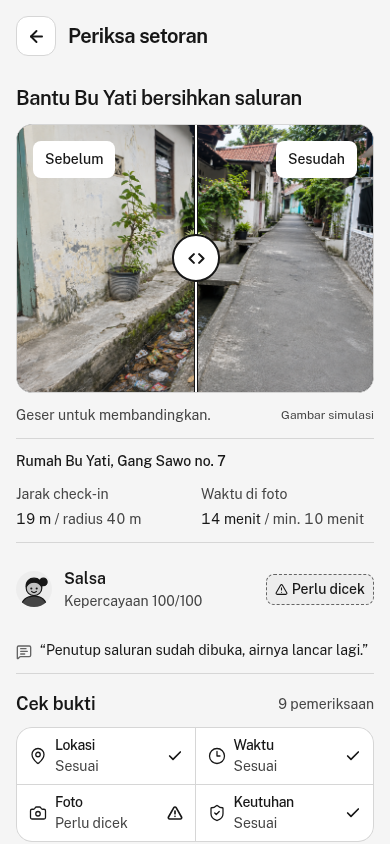 Periksa setoran
Bantu Bu Yati bersihkan saluran
Sebelum
Sesudah
Geser untuk membandingkan.
Gambar simulasi
Rumah Bu Yati, Gang Sawo no. 7
Jarak check-in
Waktu di foto
19 m / radius 40 m
14 menit / min. 10 menit
Salsa
Kepercayaan 100/100
Perlu dicek
“Penutup saluran sudah dibuka, airnya lancar lagi.”
Cek bukti
9 pemeriksaan
Lokasi
Sesuai
Waktu
Sesuai
Foto
Perlu dicek
Keutuhan
Sesuai